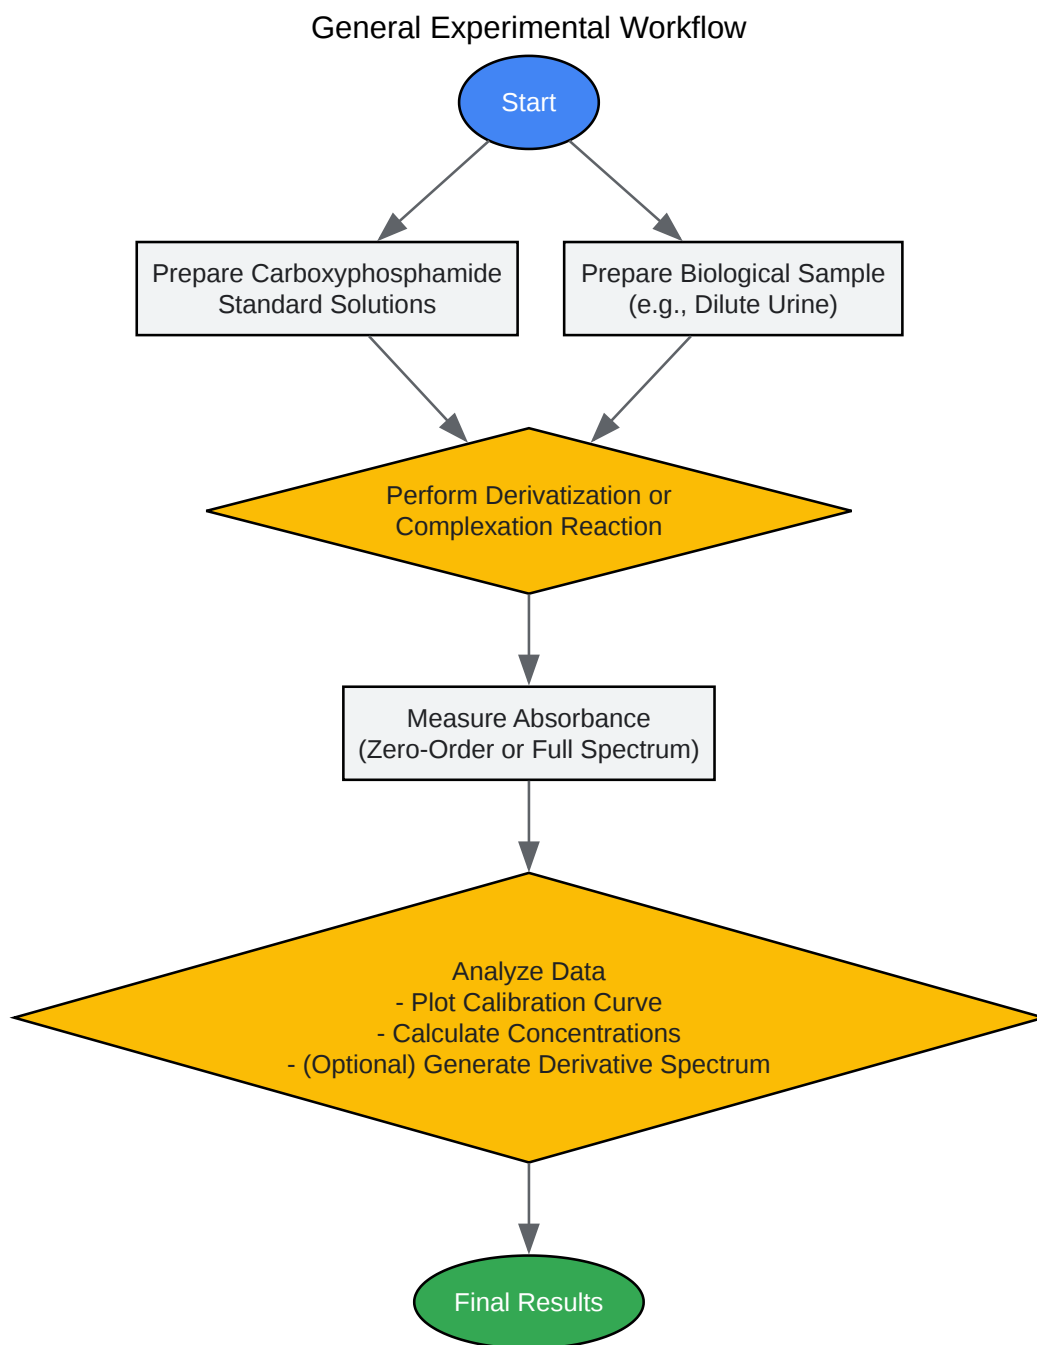 General Experimental Workflow
Start
Prepare Carboxyphosphamide
Standard Solutions
Prepare Biological Sample
(e.g., Dilute Urine)
Perform Derivatization or
Complexation Reaction
Measure Absorbance
(Zero-Order or Full Spectrum)
Analyze Data
- Plot Calibration Curve
- Calculate Concentrations
- (Optional) Generate Derivative Spectrum
Final Results